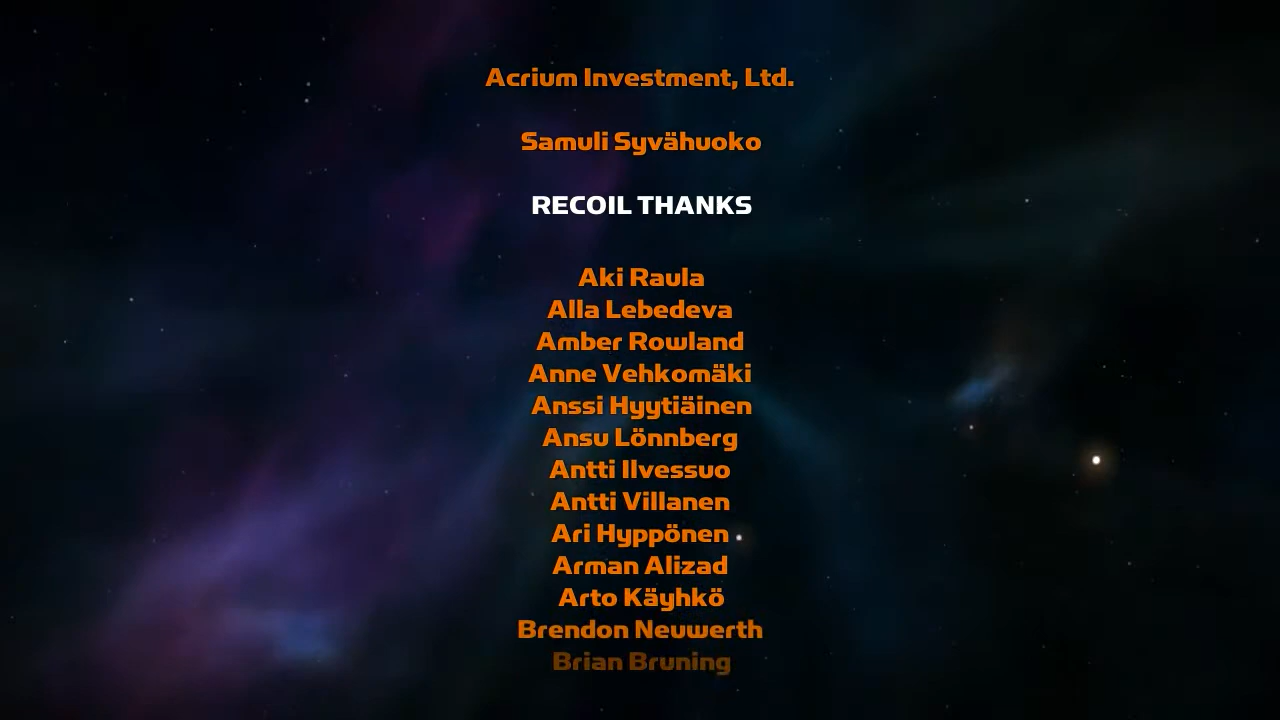 Acrium Investment, Ltd.
Samuli Syvähuoko
RECOIL THANKS
Aki Raula
Alla Lebedeva
Amber Rowland
Anne Vehkomäki
Anssi Hyytiäinen
Ansu Lönnberg
Antti Ilvessuo
Antti Villanen
Ari Hyppönen
Arman Alizad
Arto Käyhkö
Brendon Neuwerth
Brian Bruning